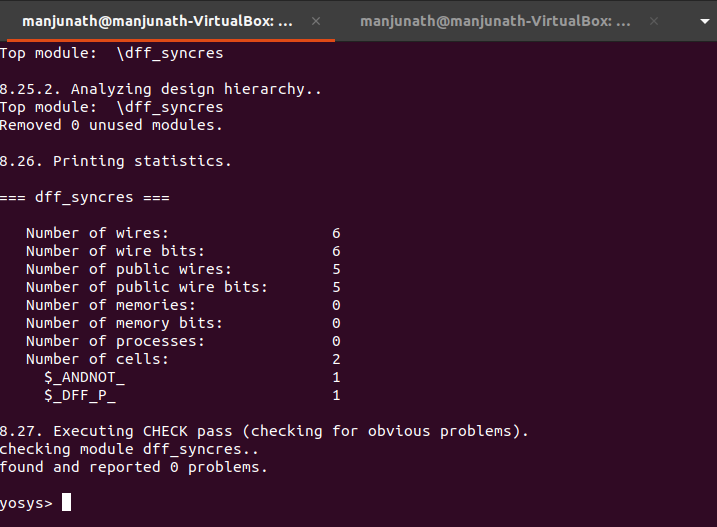 manjunath@manjunath-VirtualBox: ... ×
manjunath@manjunath-VirtualBox: ... ×
Top module:  \dff_syncres
8.25.2. Analyzing design hierarchy..
Top module:  \dff_syncres
Removed 0 unused modules.
8.26. Printing statistics.
=== dff_syncres ===
Number of wires: 6
Number of wire bits: 6
Number of public wires: 5
Number of public wire bits: 5
Number of memories: 0
Number of memory bits: 0
Number of processes: 0
Number of cells: 2
$_ANDNOT_ 1
$_DFF_P_ 1
8.27. Executing CHECK pass (checking for obvious problems).
checking module dff_syncres..
found and reported 0 problems.
yosys>